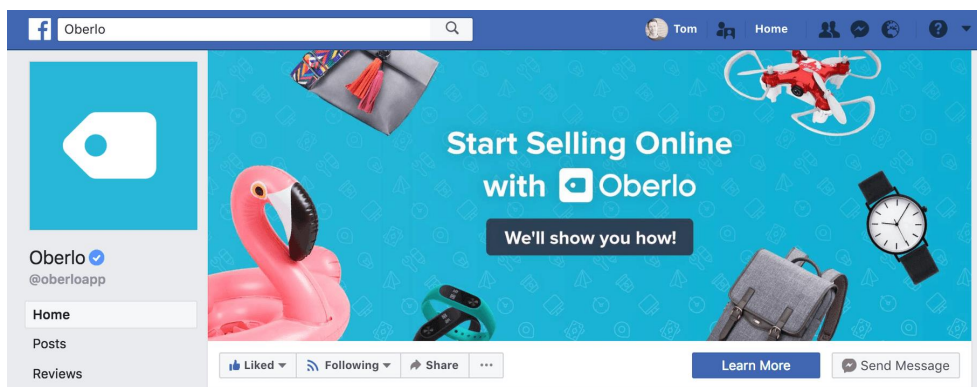 Oberlo
Tom
Home
Start Selling Online
with Oberlo
We'll show you how!
Oberlo
@oberloapp
Home
Posts
Reviews
Liked
Following
Share
Learn More
Send Message